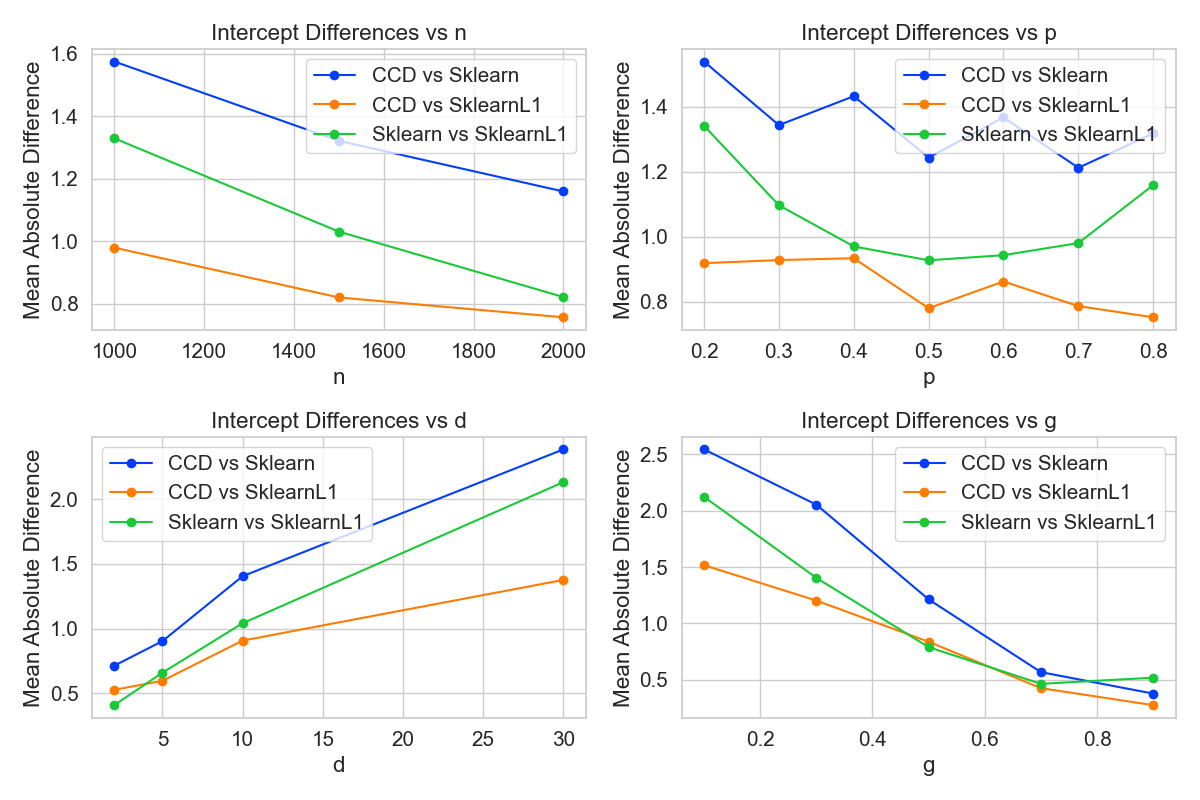 Intercept Differences vs n
Mean Absolute Difference
1.6
1.4
1.2
1.0
0.8
CCD vs Sklearn
CCD vs SklearnL1
Sklearn vs SklearnL1
1000 1200 1400 1600 1800 2000
n
Intercept Differences vs p
Mean Absolute Difference
1.4
1.2
1.0
0.8
CCD vs Sklearn
CCD vs SklearnL1
Sklearn vs SklearnL1
0.2 0.3 0.4 0.5 0.6 0.7 0.8
p
Intercept Differences vs d
Mean Absolute Difference
2.0
1.5
1.0
0.5
CCD vs Sklearn
CCD vs SklearnL1
Sklearn vs SklearnL1
5 10 15 20 25 30
d
Intercept Differences vs g
Mean Absolute Difference
2.5
2.0
1.5
1.0
0.5
CCD vs Sklearn
CCD vs SklearnL1
Sklearn vs SklearnL1
0.2 0.4 0.6 0.8
g